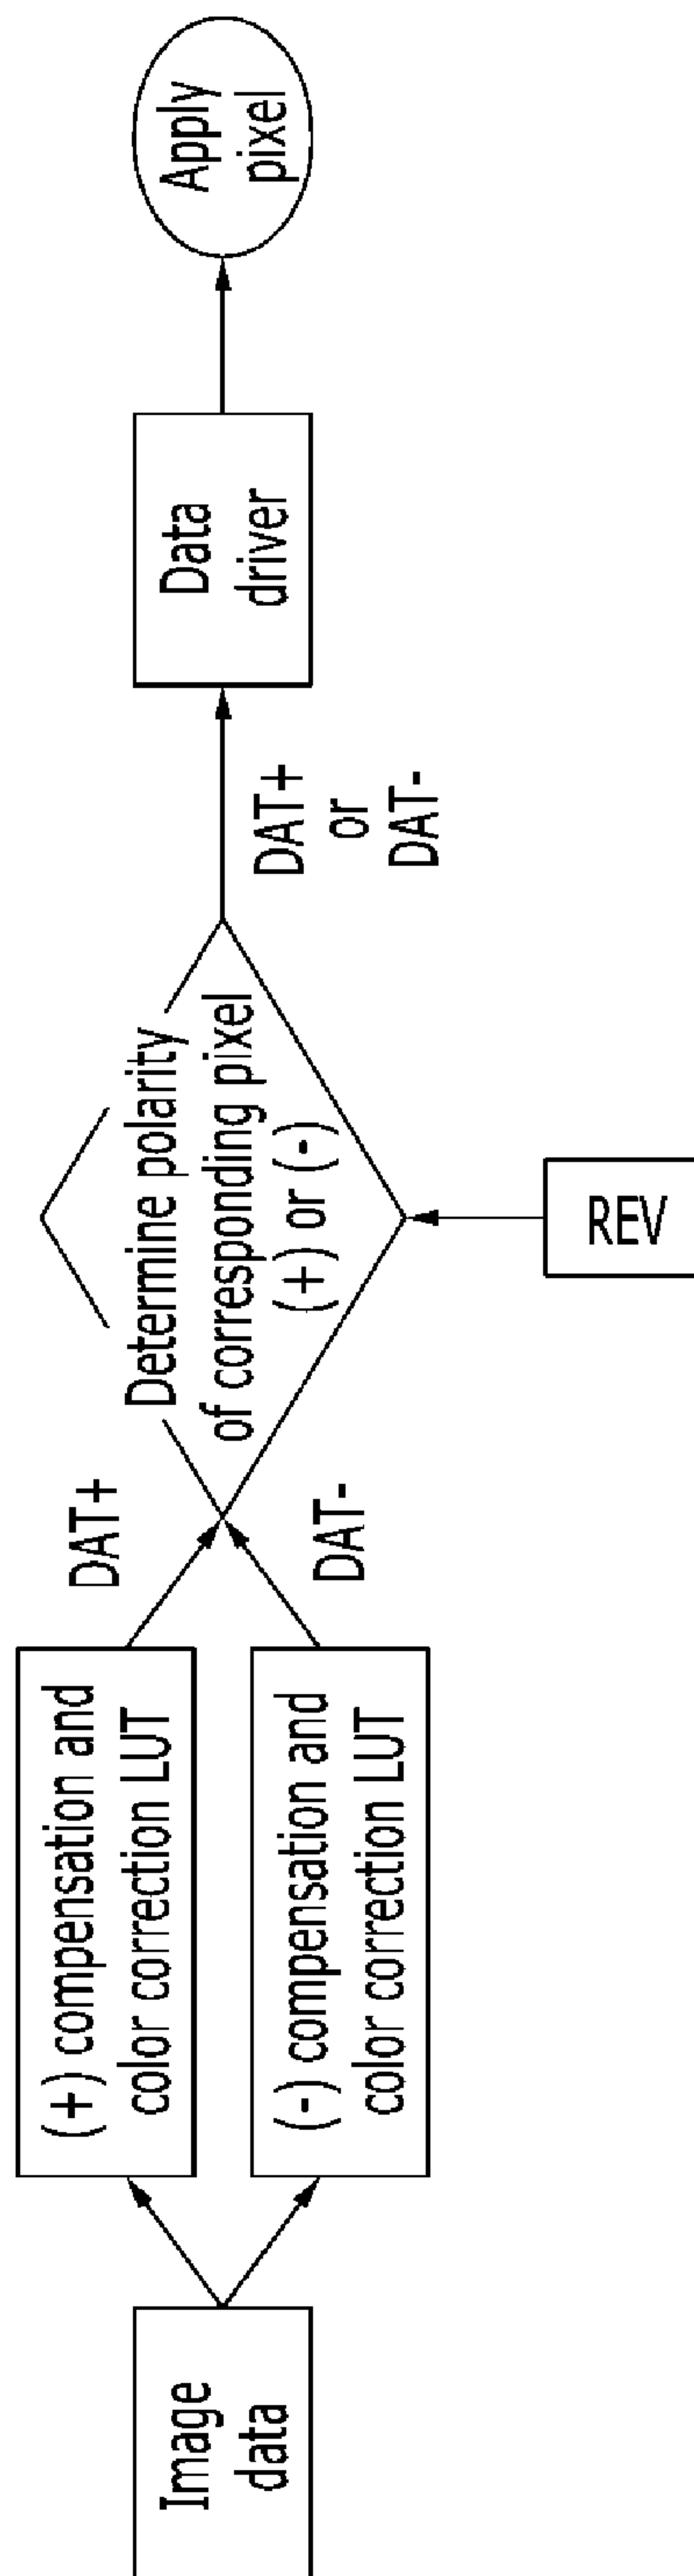 Image
data
(+) compensation and
color correction LUT
(-) compensation and
color correction LUT
DAT+
DAT-
Determine polarity
of corresponding pixel
(+) or (-)
REV
DAT+
or
DAT-
Data
driver
Apply
pixel